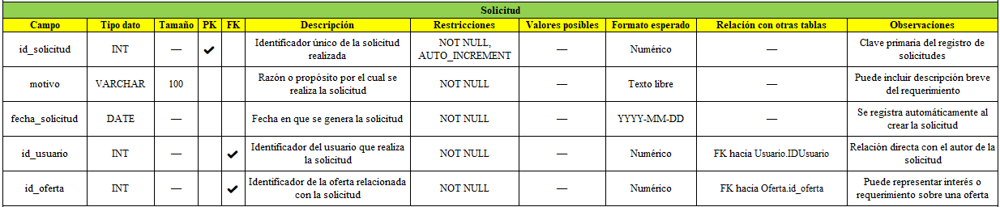 Solicitud
Campo Tipo dato Tamaño PK FK Descripción Restricciones Valores posibles Formato esperado Relación con otras tablas Observaciones
id_solicitud INT — ✔ Identificador único de la solicitud realizada NOT NULL, AUTO_INCREMENT — Numérico — Clave primaria del registro de solicitudes
motivo VARCHAR 100 Razón o propósito por el cual se realiza la solicitud NOT NULL — Texto libre — Puede incluir descripción breve del requerimiento
fecha_solicitud DATE — Fecha en que se genera la solicitud NOT NULL — YYYY-MM-DD — Se registra automáticamente al crear la solicitud
id_usuario INT — ✔ Identificador del usuario que realiza la solicitud NOT NULL — Numérico FK hacia Usuario.IDUsuario Relación directa con el autor de la solicitud
id_oferta INT — ✔ Identificador de la oferta relacionada con la solicitud NOT NULL — Numérico FK hacia Oferta.id_oferta Puede representar interés o requerimiento sobre una oferta